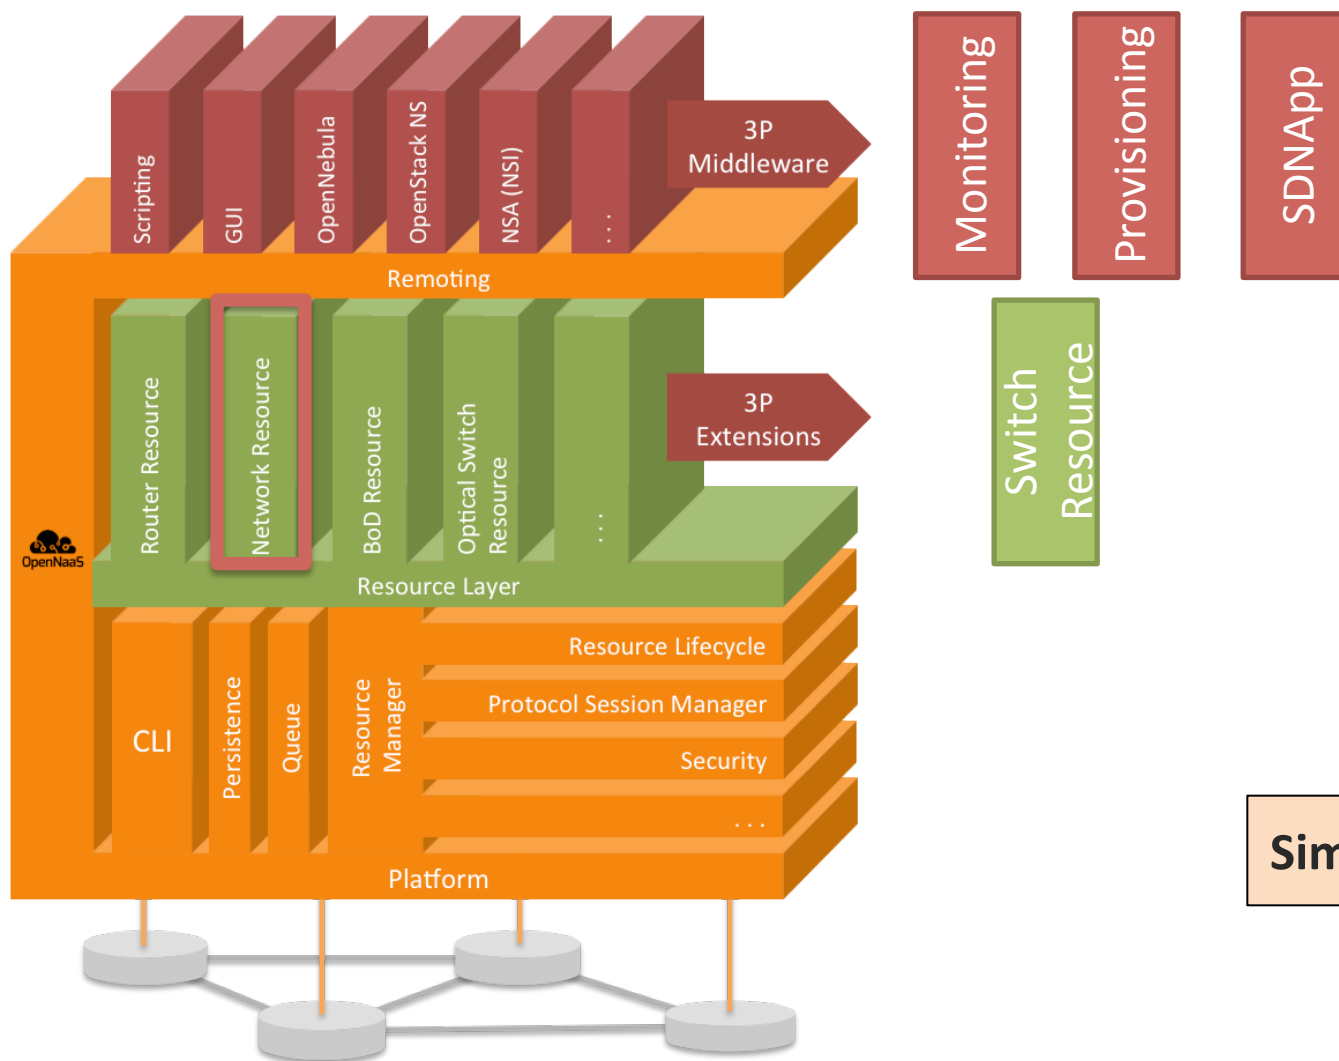 Scripting
GUI
OpenNebula
OpenStack NS
NSA (NSI)
. . .
3P
Middleware
Monitoring
Provisioning
SDNApp
Remoting
Router Resource
Network Resource
BoD Resource
Optical Switch
Resource
. . .
3P
Extensions
Switch
Resource
OpenNaaS
Resource Layer
CLI
Persistence
Queue
Resource
Manager
Resource Lifecycle
Protocol Session Manager
Security
. . .
Platform
Sim